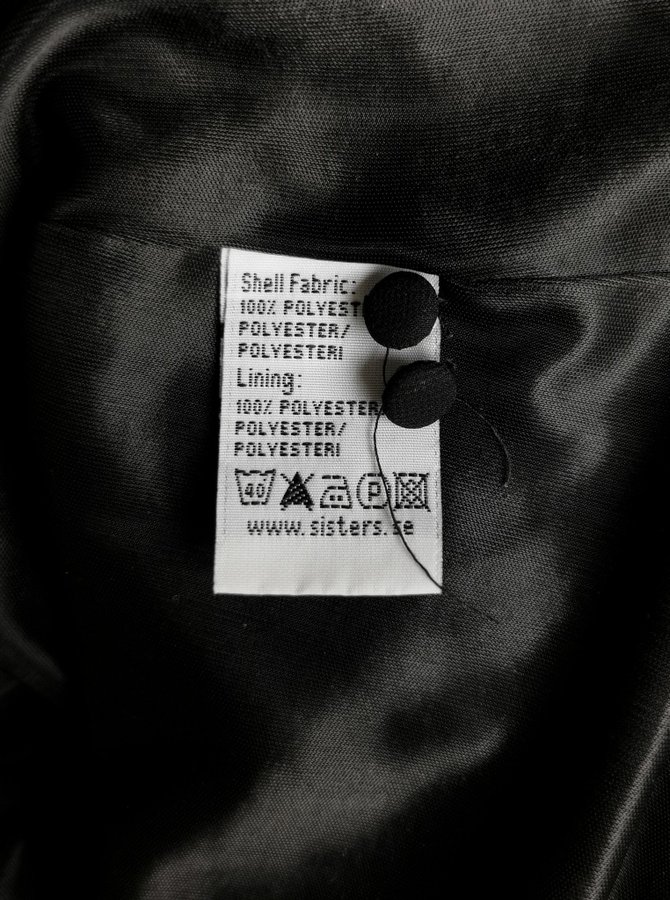 Shell Fabric:
100% POLYEST
POLYESTER/
POLYESTERI
Lining:
100% POLYESTER
POLYESTER/
POLYESTERI
40 P
www.sisters.se